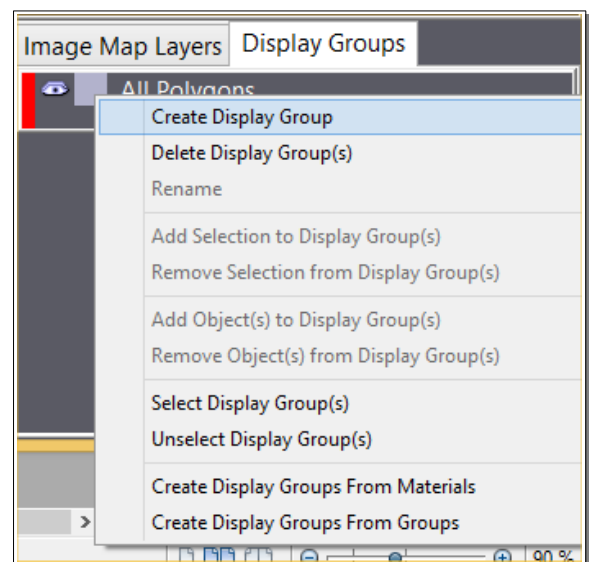 Image Map Layers Display Groups
All Polygons
Create Display Group
Delete Display Group(s)
Rename
Add Selection to Display Group(s)
Remove Selection from Display Group(s)
Add Object(s) to Display Group(s)
Remove Object(s) from Display Group(s)
Select Display Group(s)
Unselect Display Group(s)
Create Display Groups From Materials
Create Display Groups From Groups
90 %